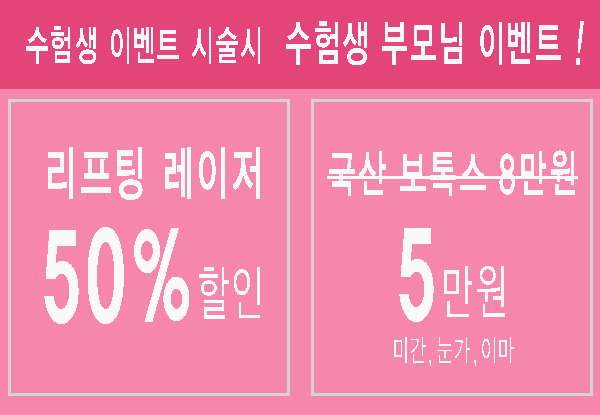 수험생 이벤트 시술시 수험생 부모님 이벤트 !
리프팅 레이저
50% 할인
국산 보톡스 8만원
5만원
미간, 눈가, 이마